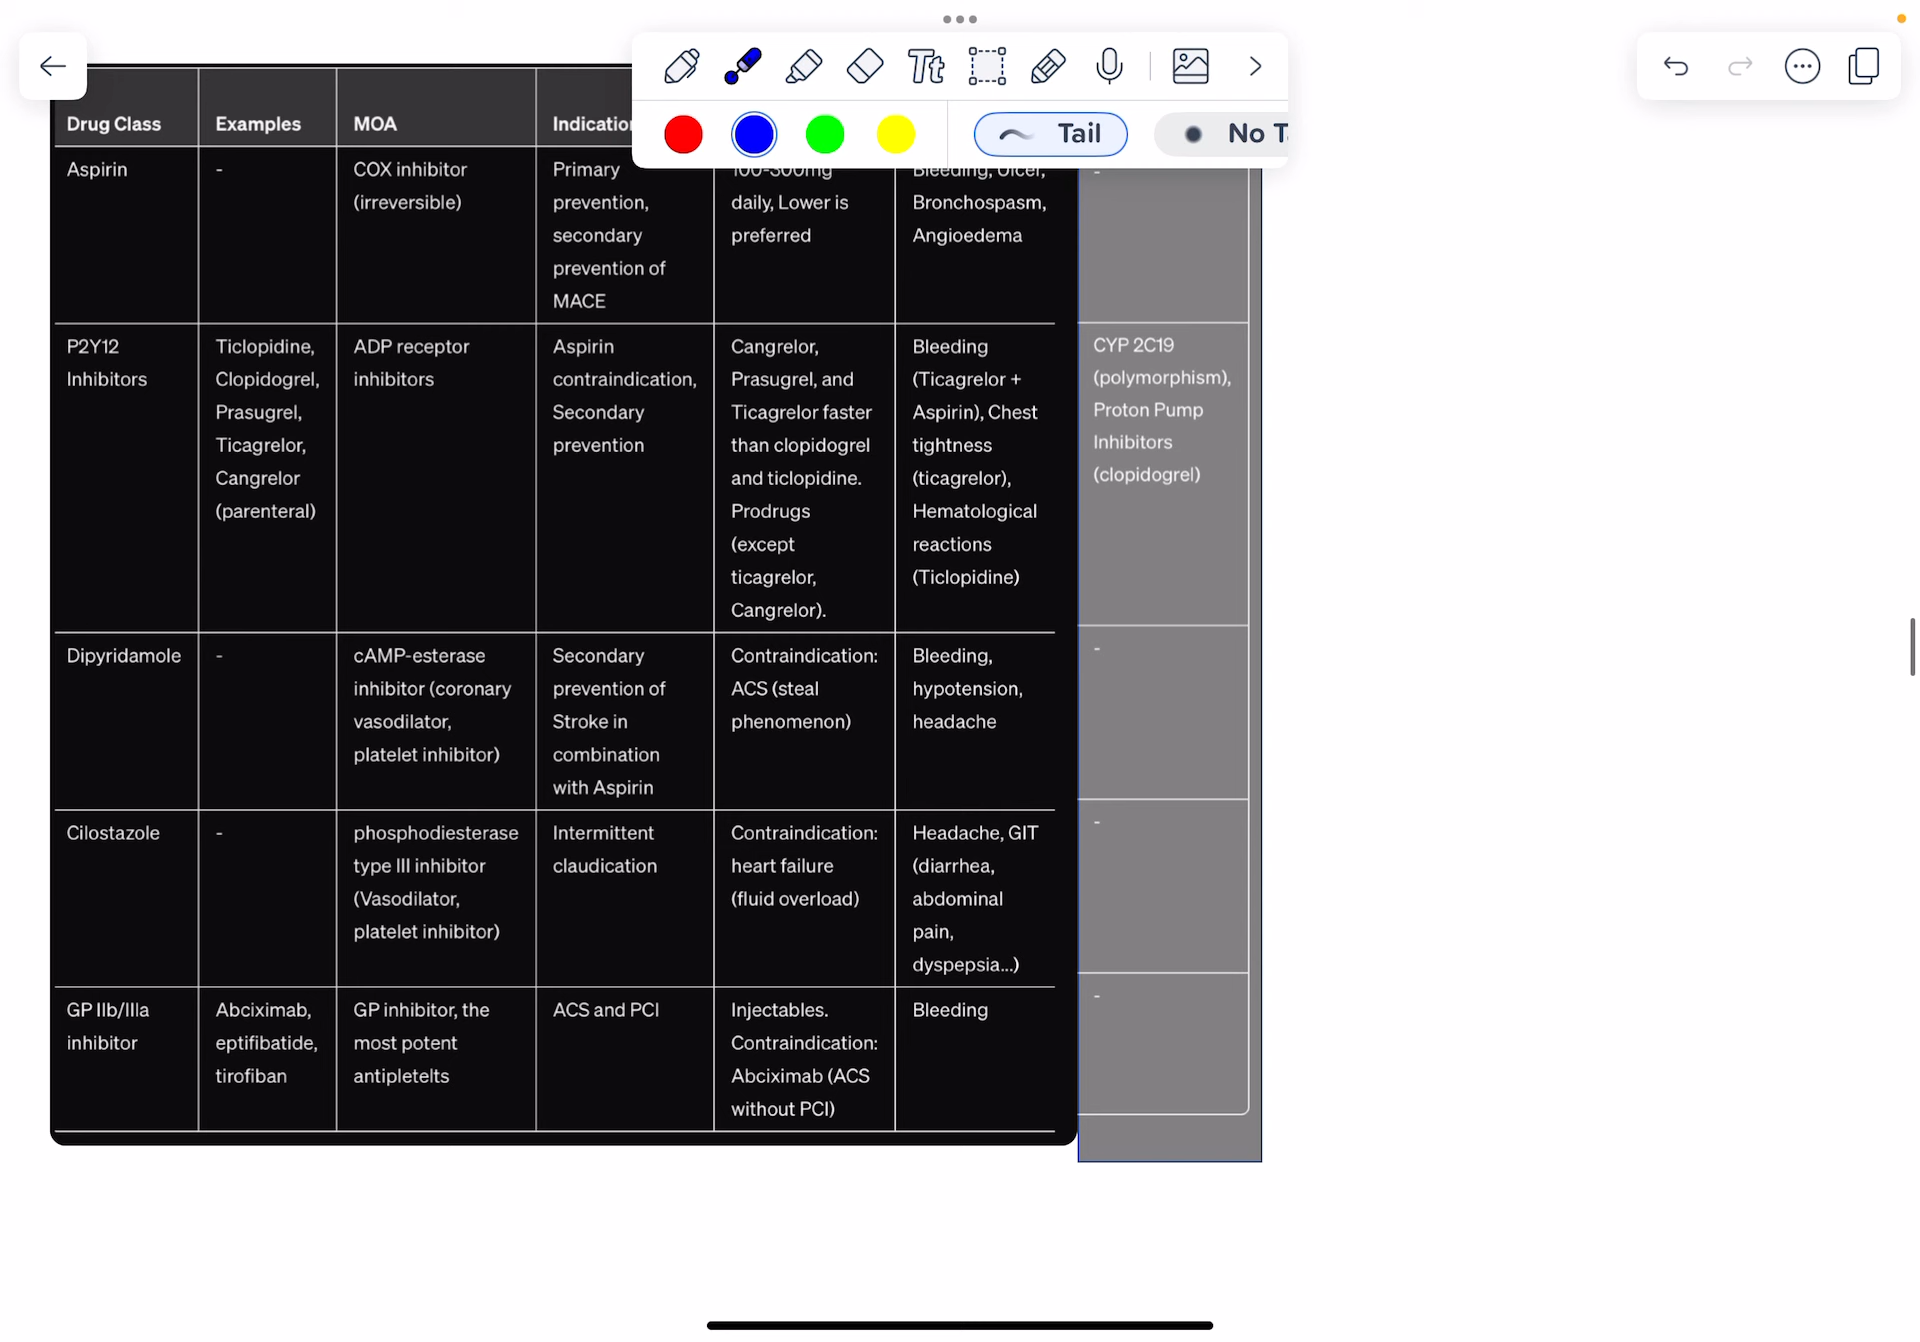 Tt
Tail
No T
Drug Class
Examples
MOA
Indication
Aspirin
-
COX inhibitor
(irreversible)
Primary
prevention,
secondary
prevention of
MACE
100-300mg
daily, Lower is
preferred
Bleeding, Ulcer,
Bronchospasm,
Angioedema
-
P2Y12
Inhibitors
Ticlopidine,
Clopidogrel,
Prasugrel,
Ticagrelor,
Cangrelor
(parenteral)
ADP receptor
inhibitors
Aspirin
contraindication,
Secondary
prevention
Cangrelor,
Prasugrel, and
Ticagrelor faster
than clopidogrel
and ticlopidine.
Prodrugs
(except
ticagrelor,
Cangrelor).
Bleeding
(Ticagrelor +
Aspirin), Chest
tightness
(ticagrelor),
Hematological
reactions
(Ticlopidine)
CYP 2C19
(polymorphism),
Proton Pump
Inhibitors
(clopidogrel)
Dipyridamole
-
cAMP-esterase
inhibitor (coronary
vasodilator,
platelet inhibitor)
Secondary
prevention of
Stroke in
combination
with Aspirin
Contraindication:
ACS (steal
phenomenon)
Bleeding,
hypotension,
headache
-
Cilostazole
-
phosphodiesterase
type III inhibitor
(Vasodilator,
platelet inhibitor)
Intermittent
claudication
Contraindication:
heart failure
(fluid overload)
Headache, GIT
(diarrhea,
abdominal
pain,
dyspepsia...)
-
GP IIb/IIIa
inhibitor
Abciximab,
eptifibatide,
tirofiban
GP inhibitor, the
most potent
antipletelts
ACS and PCI
Injectables.
Contraindication:
Abciximab (ACS
without PCI)
Bleeding
-